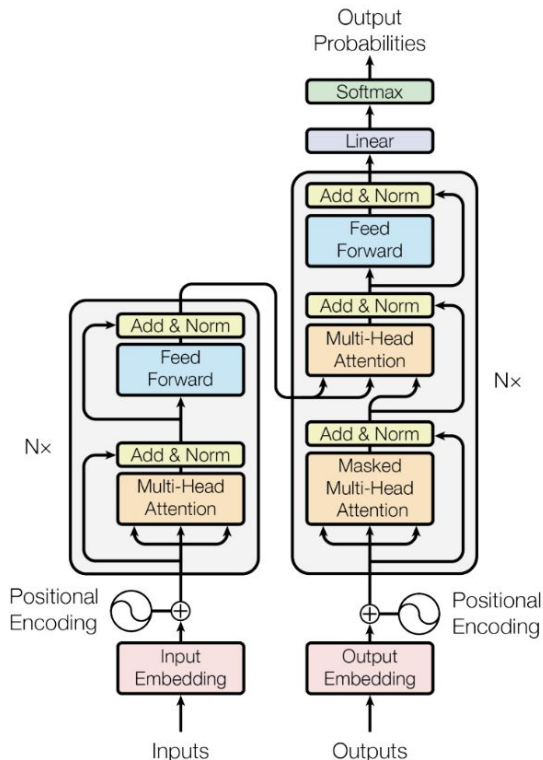 Output
Probabilities
Softmax
Linear
Add & Norm
Feed
Forward
Add & Norm
Multi-Head
Attention
Add & Norm
Masked
Multi-Head
Attention
N×
Add & Norm
Feed
Forward
Add & Norm
Multi-Head
Attention
N×
Positional
Encoding
Positional
Encoding
Input
Embedding
Output
Embedding
Inputs
Outputs